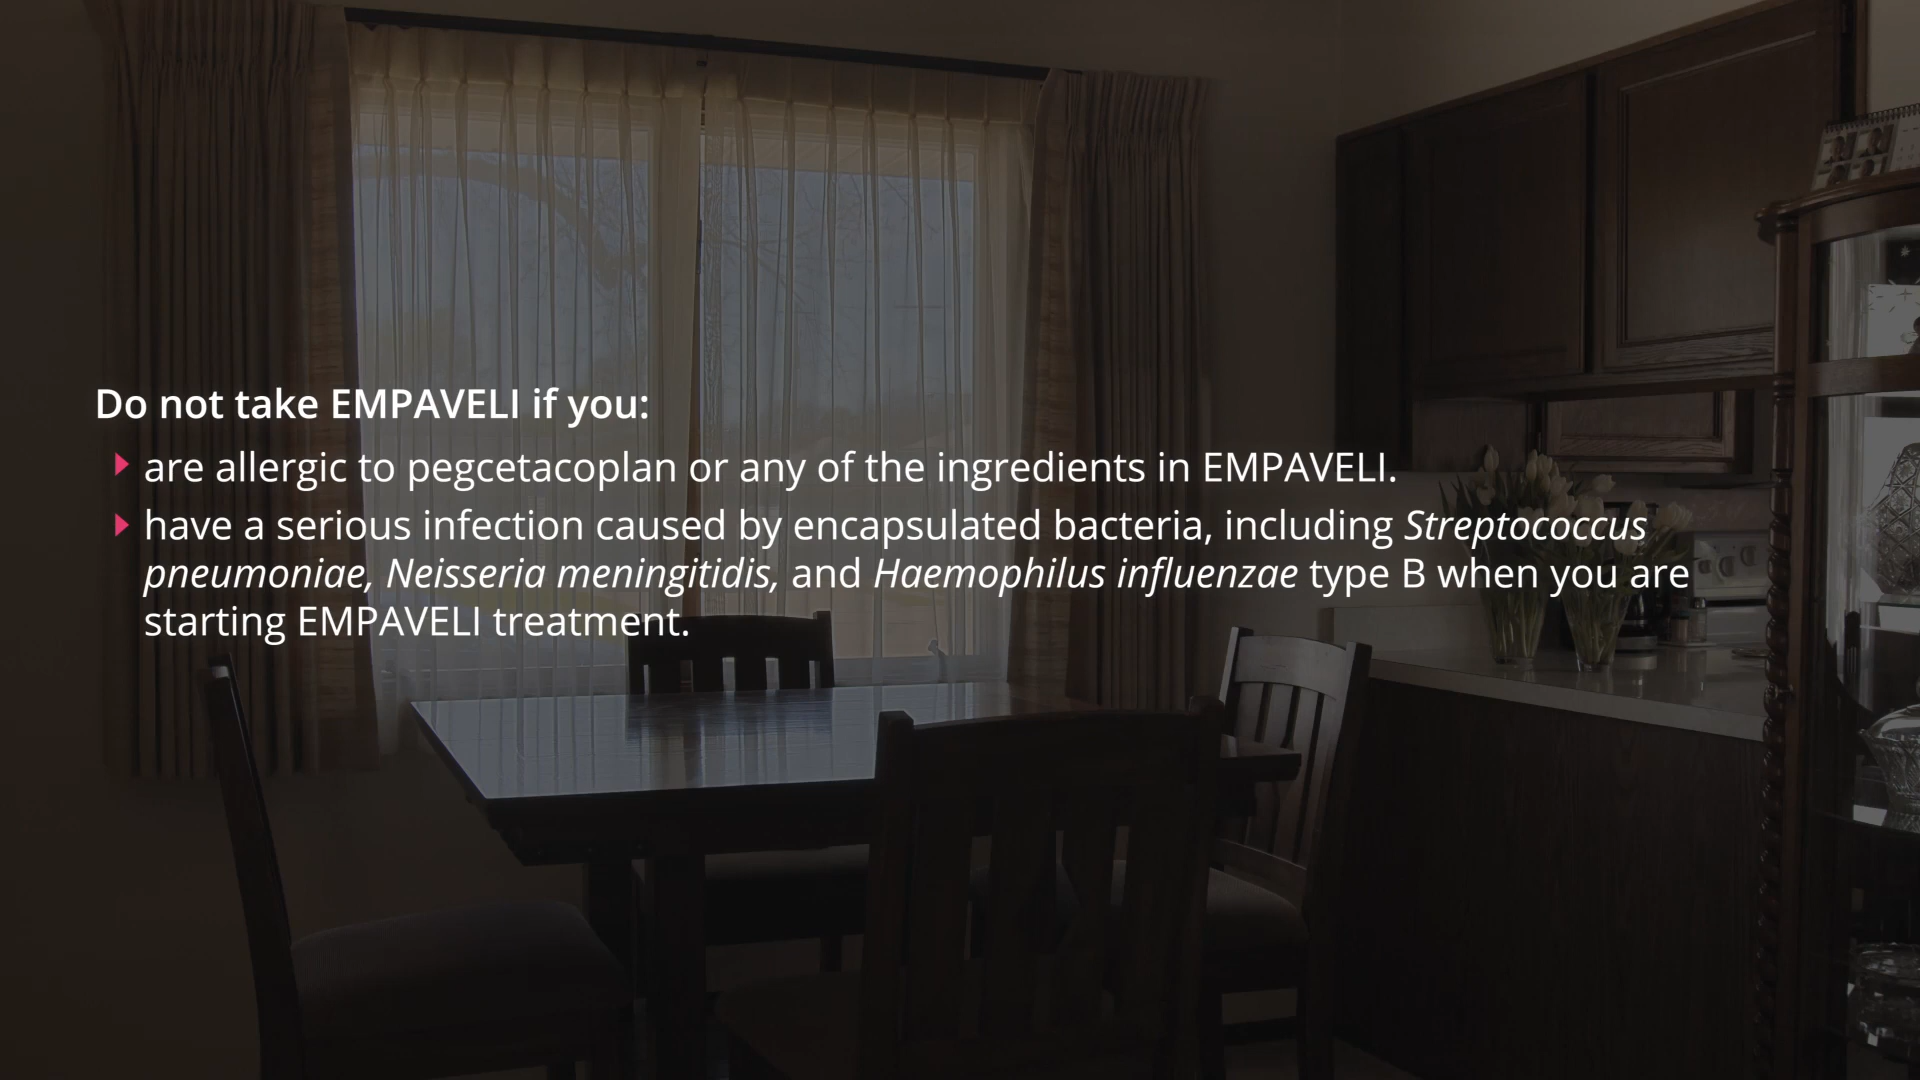 Do not take EMPAVELI if you:
are allergic to pegcetacoplan or any of the ingredients in EMPAVELI.
have a serious infection caused by encapsulated bacteria, including Streptococcus
pneumoniae, Neisseria meningitidis, and Haemophilus influenzae type B when you are
starting EMPAVELI treatment.